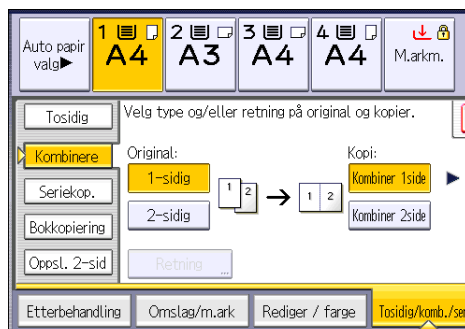 Auto papir
valg▶
1
A4
2
A3
3
A4
4
A4
M.arkm.
Tosidig
Velg type og/eller retning på original og kopier.
Kombinere
Original:
Kopi:
1-sidig
1
2
1 2
Kombiner 1side
Seriekop.
2-sidig
Kombiner 2side
Bokkopiering
Oppsl. 2-sid
Retning ...
Etterbehandling
Omslag/m.ark
Rediger / farge
Tosidig/komb./ser